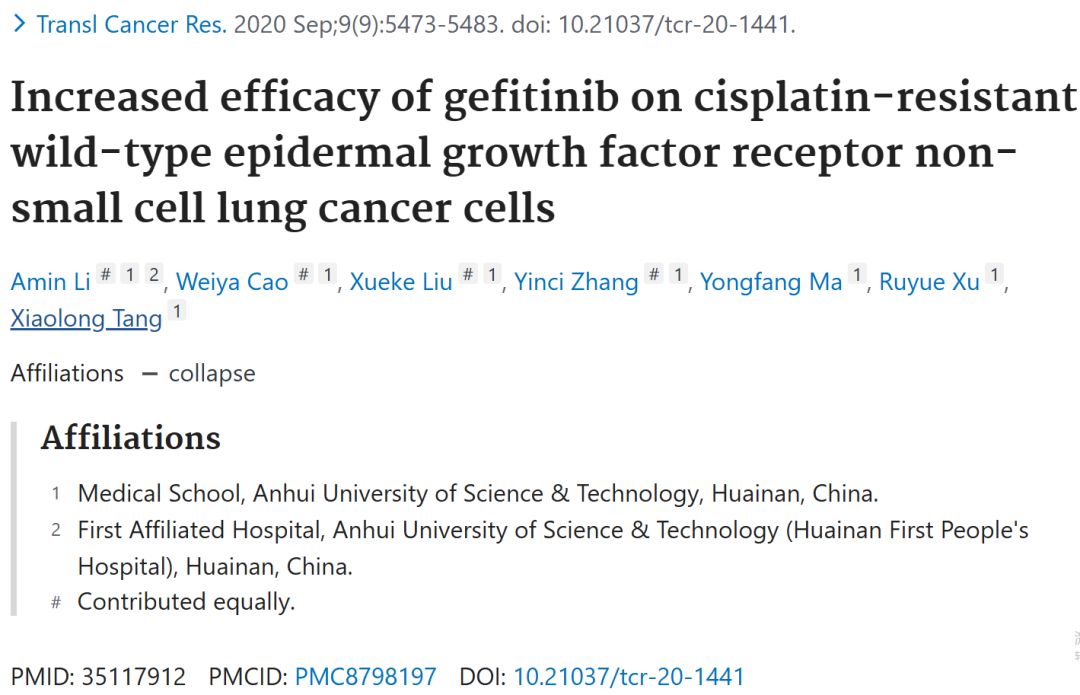 Transl Cancer Res. 2020 Sep;9(9):5473-5483. doi: 10.21037/tcr-20-1441.
Increased efficacy of gefitinib on cisplatin-resistant
wild-type epidermal growth factor receptor non-
small cell lung cancer cells
Amin Li # 1 2, Weiya Cao # 1, Xueke Liu # 1, Yinci Zhang # 1, Yongfang Ma 1, Ruyue Xu 1,
Xiaolong Tang 1
Affiliations — collapse
Affiliations
1 Medical School, Anhui University of Science & Technology, Huainan, China.
2 First Affiliated Hospital, Anhui University of Science & Technology (Huainan First People's
Hospital), Huainan, China.
# Contributed equally.
PMID: 35117912 PMCID: PMC8798197 DOI: 10.21037/tcr-20-1441